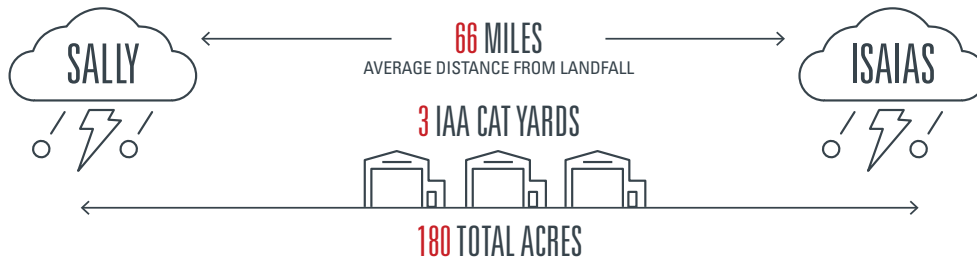 SALLY
66 MILES
AVERAGE DISTANCE FROM LANDFALL
ISAIAS
3 IAA CAT YARDS
180 TOTAL ACRES